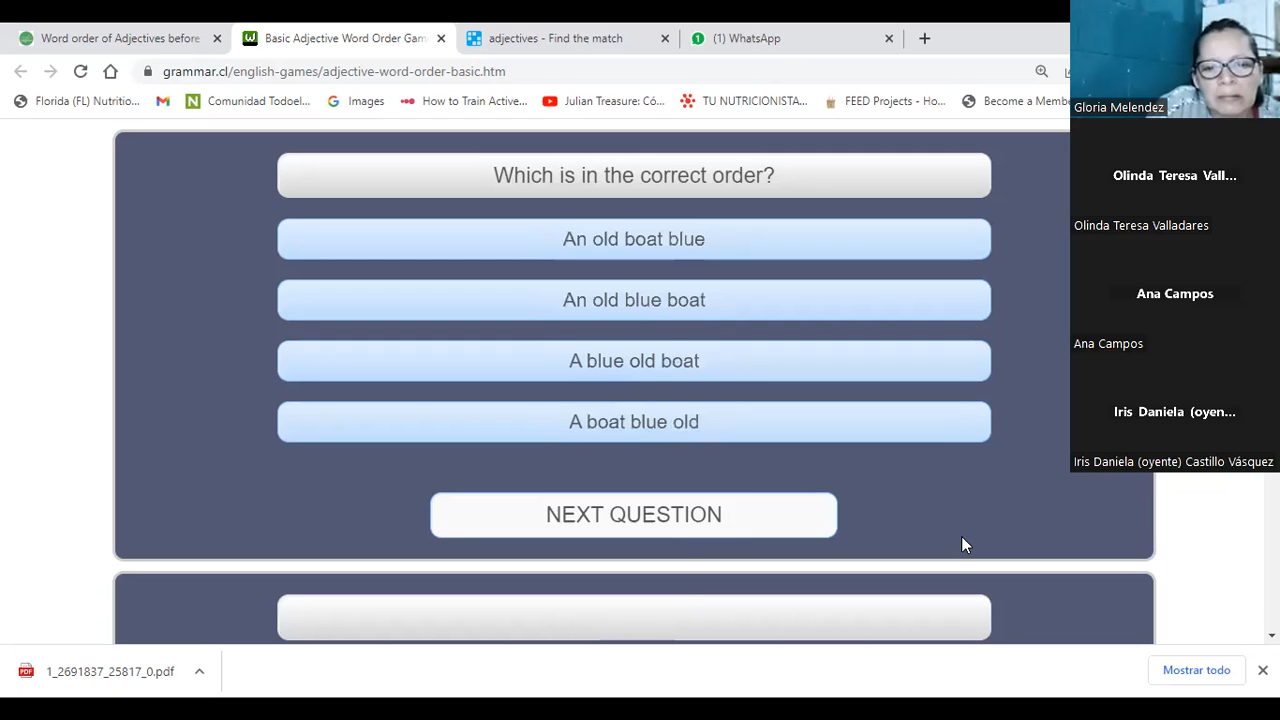 Word order of Adjectives before
Basic Adjective Word Order Gam
adjectives - Find the match
1
(1) WhatsApp
grammar.cl/english-games/adjective-word-order-basic.htm
Florida (FL) Nutritio...
Comunidad Todoel...
Images
How to Train Active...
Julian Treasure: Có...
TU NUTRICIONISTA...
FEED Projects - Ho...
Become a Membe
Gloria Melendez
Which is in the correct order?
An old boat blue
An old blue boat
A blue old boat
A boat blue old
NEXT QUESTION
Olinda Teresa Vall...
Olinda Teresa Valladares
Ana Campos
Ana Campos
Iris Daniela (oyen...
Iris Daniela (oyente) Castillo Vásquez
PDF
1_2691837_25817_0.pdf
Mostrar todo